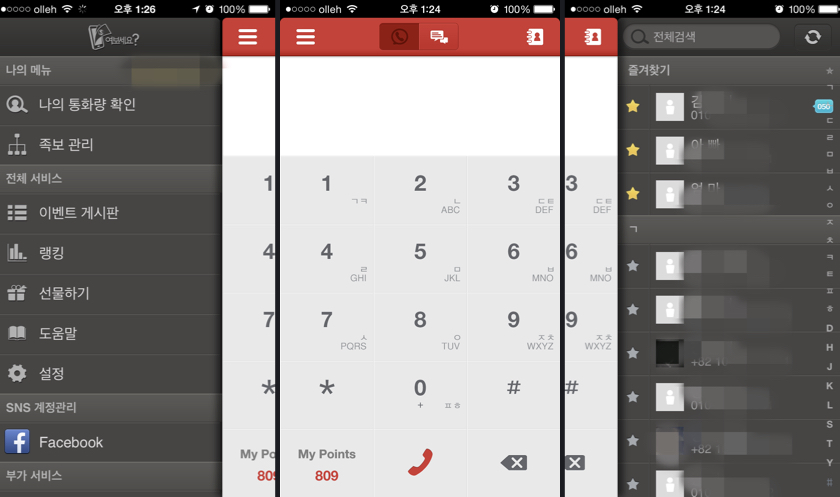 olleh 오후 1:26 100%
여보세요?
나의 메뉴
나의 통화량 확인
족보 관리
전체 서비스
이벤트 게시판
랭킹
선물하기
도움말
설정
SNS 계정관리
Facebook
부가 서비스
1
4
7
*
My Po
809
olleh 오후 1:24 100%
1 ㄱㅋ
2 ㄴ ABC
3 ㄷㅌ DEF
4 ㄹ GHI
5 ㅁ JKL
6 ㅂ MNO
7 ㅅ PQRS
8 ㅇ TUV
9 ㅈㅊ WXYZ
*
0 + ㅍㅎ
#
My Points
809
olleh 오후 1:24 100%
3 ㄷㅌ DEF
6 ㅂ MNO
9 ㅈㅊ WXYZ
#
전체검색
즐겨찾기
010
아빠
ㄱ
010
+82 10
010
+82 1
010
ㄱ
OSG
ㄷ
ㄹ
ㅁ
ㅂ
ㅅ
ㅇ
ㅈ
ㅊ
ㅋ
ㅌ
ㅍ
ㅎ
D
H
J
K
L
S
T
Y
#